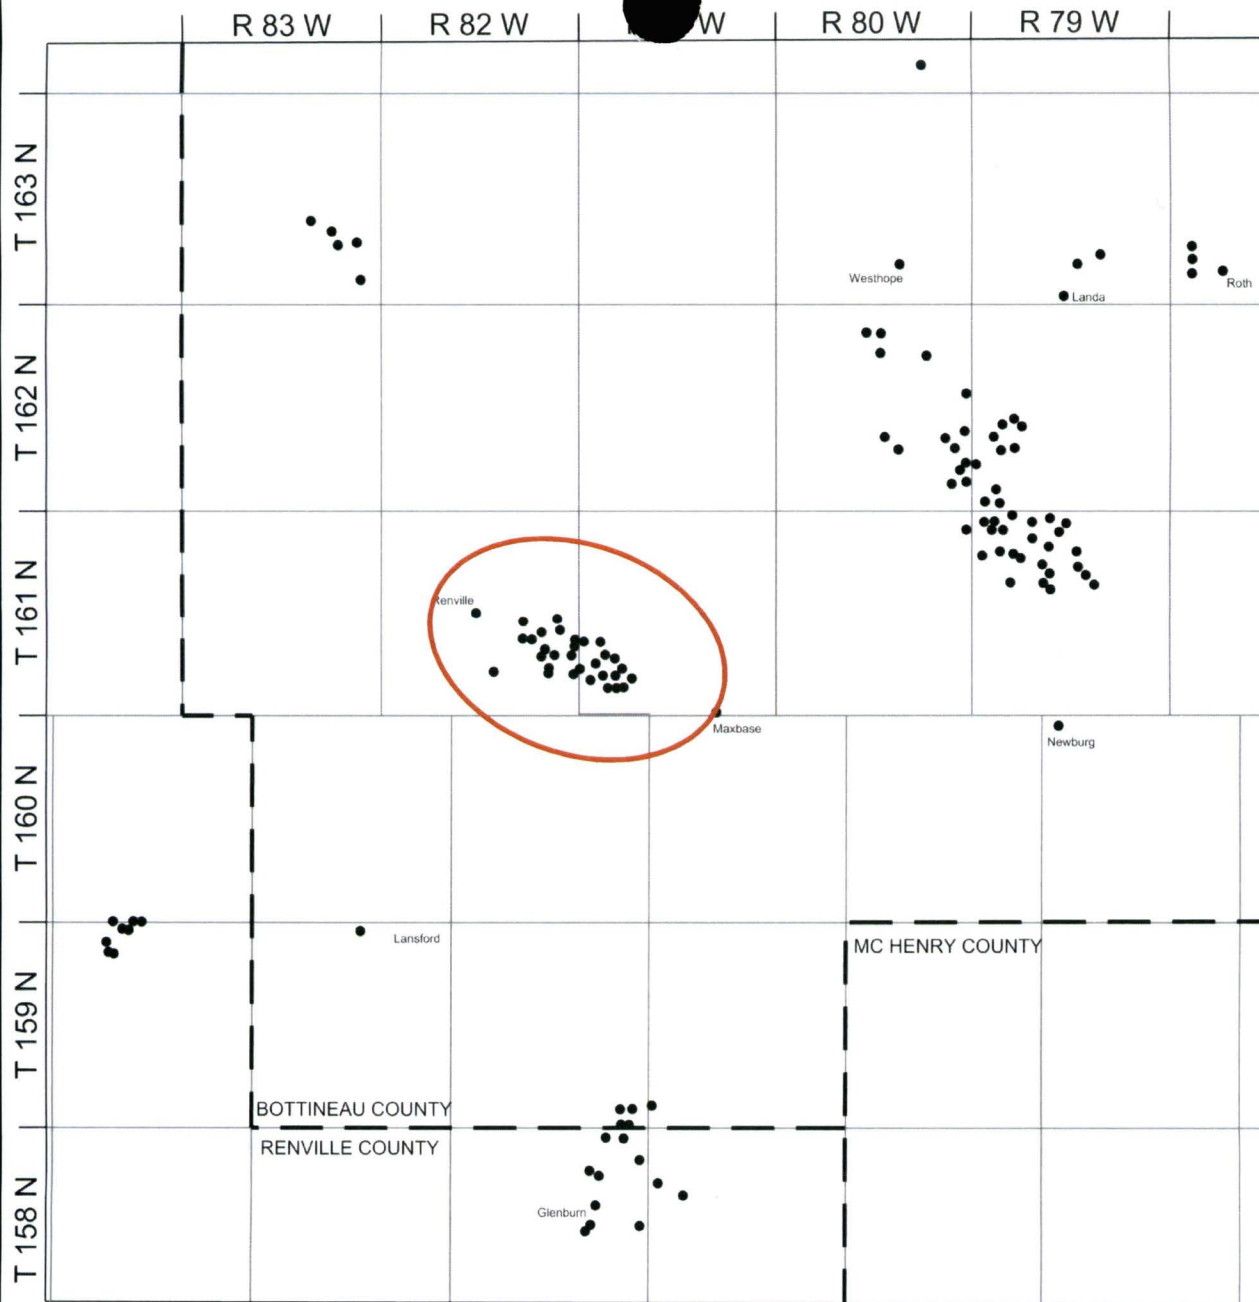 R 83 W
R 82 W
W
R 80 W
R 79 W
T 163 N
Westhope
Landa
Roth
T 162 N
T 161 N
Renville
Maxbase
Newburg
T 160 N
Lansford
MC HENRY COUNTY
T 159 N
BOTTINEAU COUNTY
RENVILLE COUNTY
T 158 N
Glenburn